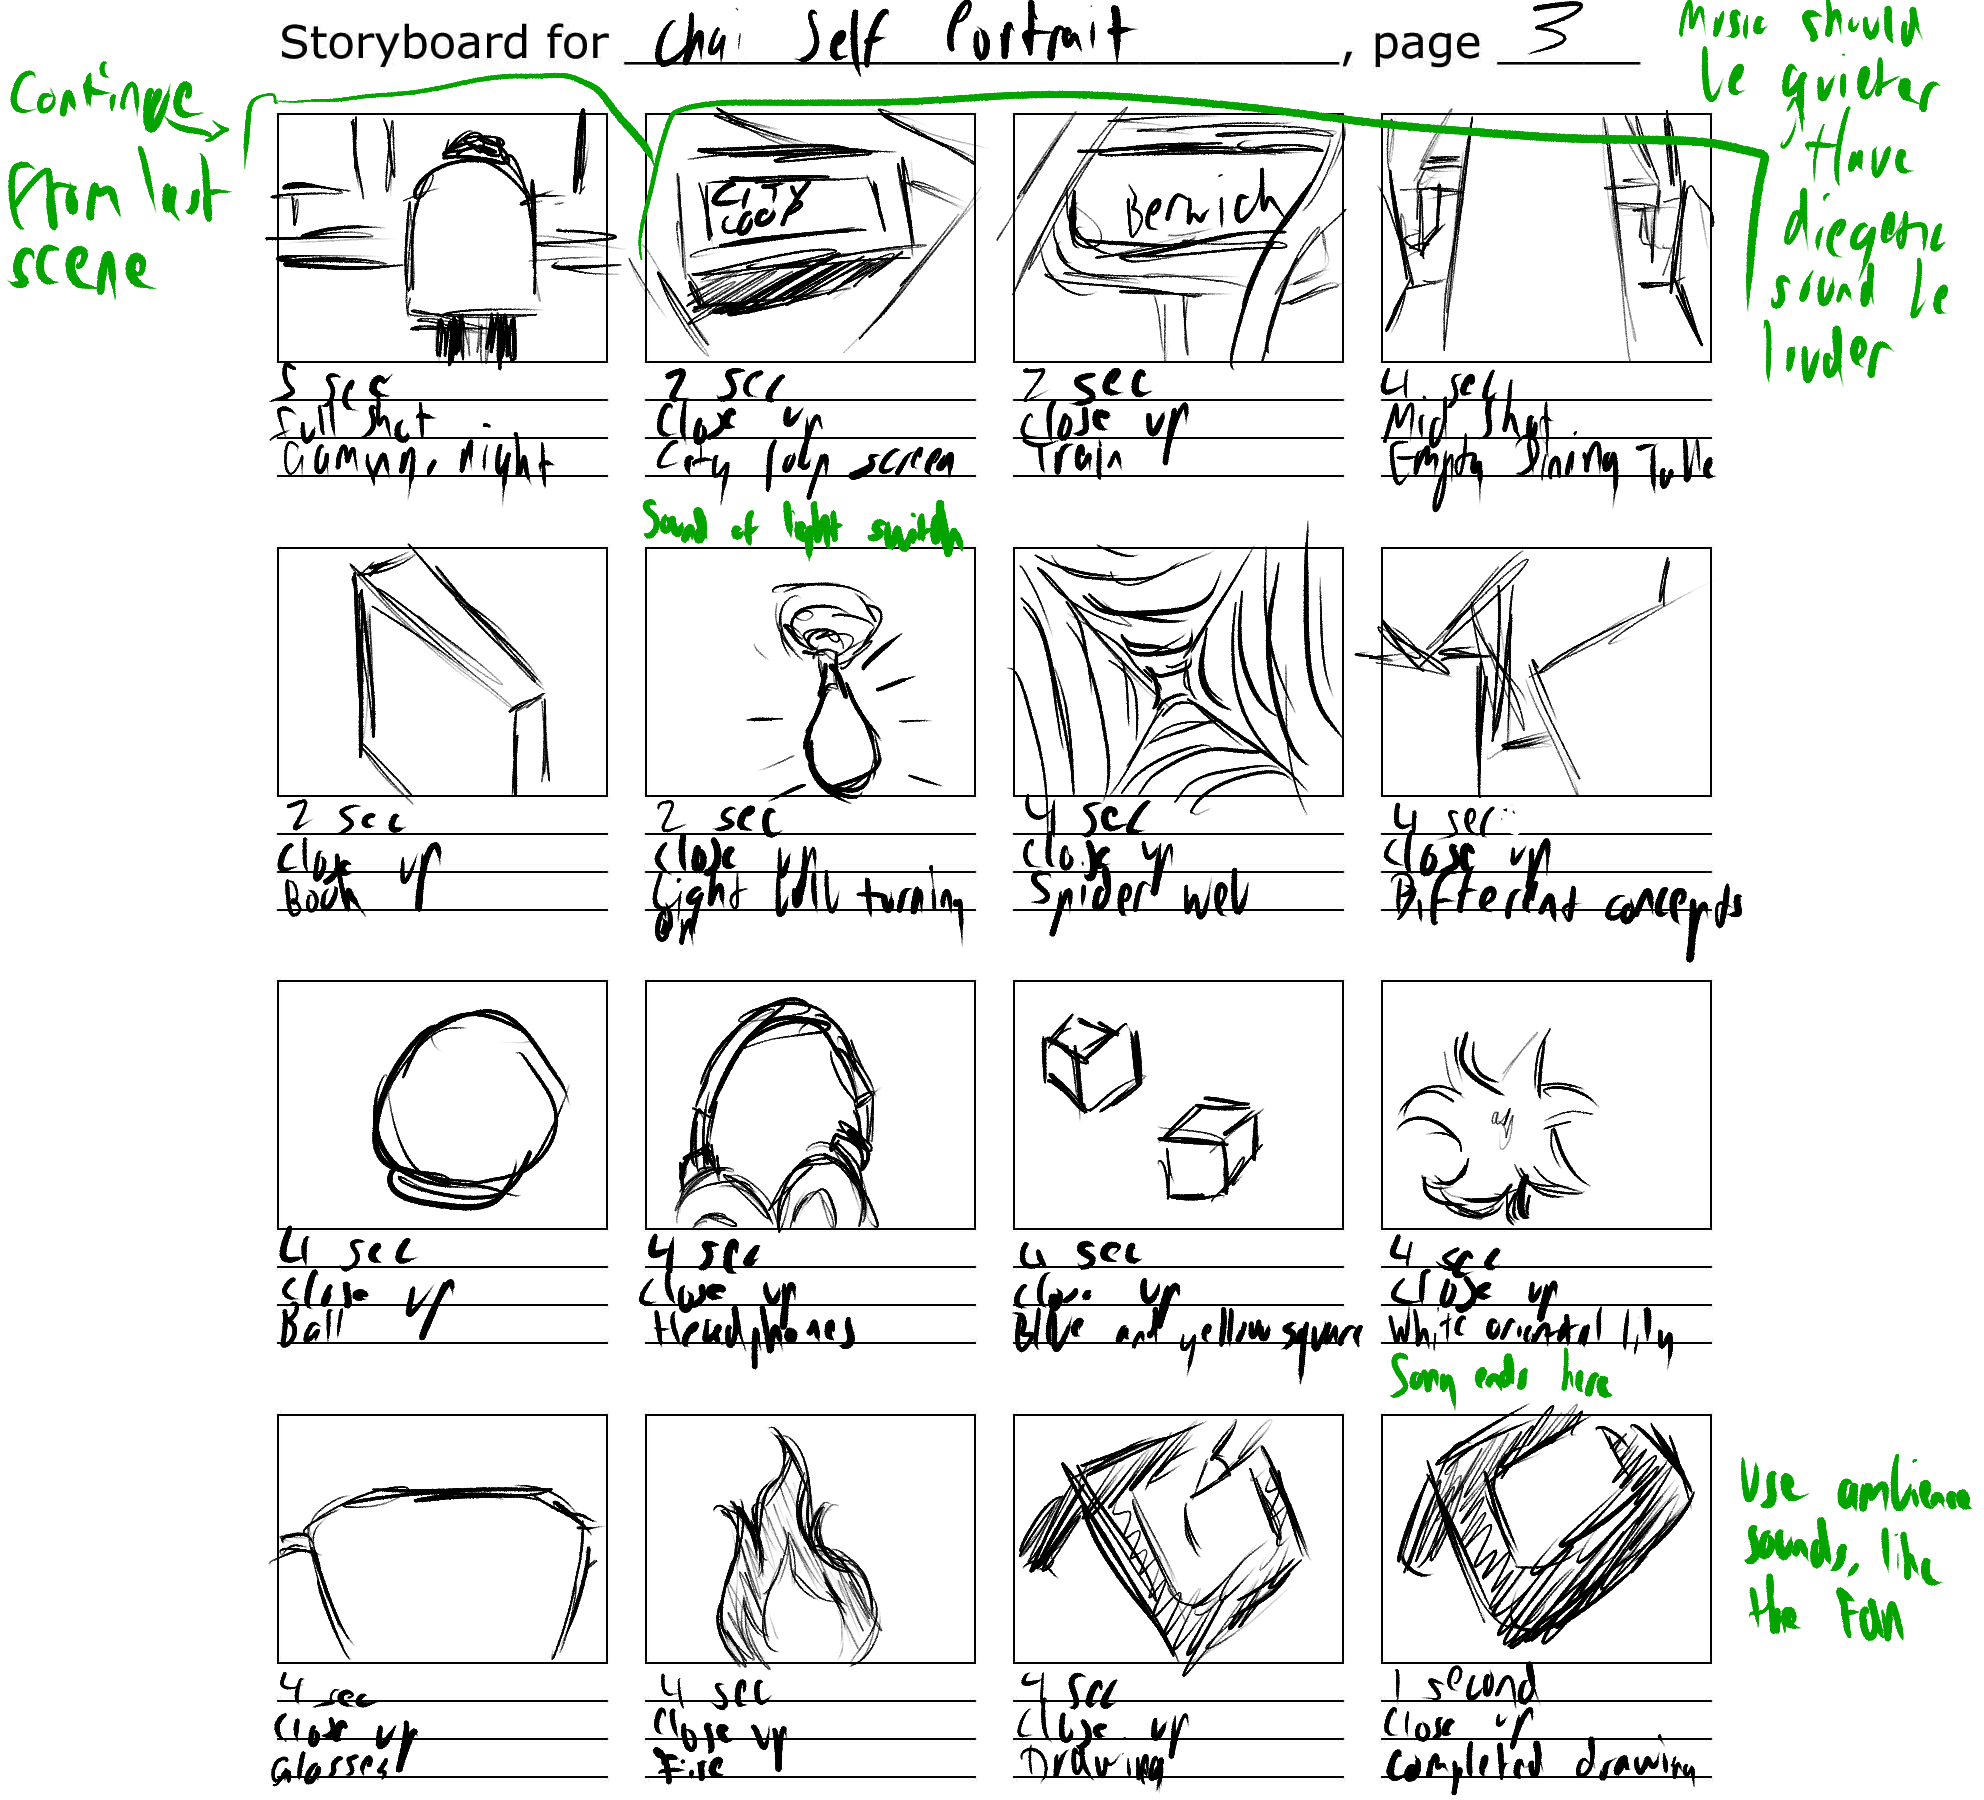 Storyboard for Chai Self Portrait, page 3
Continue
From last
scene
Music should
be quieter
Have
diegetic
sound be
louder
CITY
LOOP
Berwick
5 sec
Full shot
Gaming, night
2 sec
Close up
City loop screen
2 sec
Close up
Train
4 sec
Mid shot
Empty Dining Table
Sound of light switch
2 sec
Close up
Book
2 sec
Close up
Light bulb turning
on
4 sec
Close up
Spider web
4 sec
Close up
Different concepts
4 sec
Close up
Ball
4 sec
Close up
Headphones
4 sec
Close up
Blue and yellow square
4 sec
Close up
White oriental lily
Song ends here
Use ambience
sounds, like
the Fan
4 sec
Close up
Glasses
4 sec
Close up
Fire
4 sec
Close up
Drawing
1 second
Close up
Completed drawing